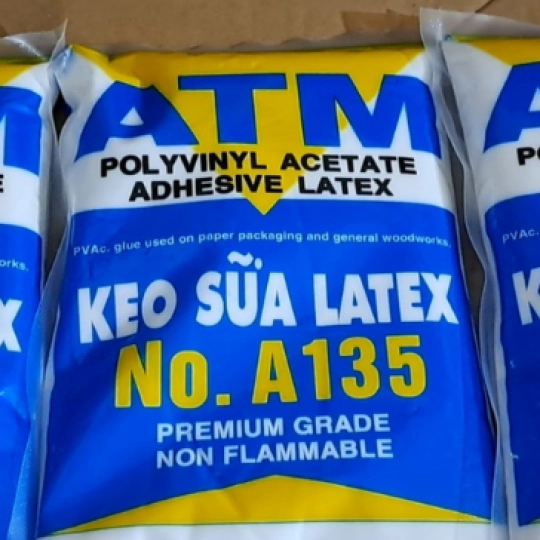 ATM
POLYVINYL ACETATE
ADHESIVE LATEX
PVAc. glue used on paper packaging and general woodworks.
KEO SỮA LATEX
No. A135
PREMIUM GRADE
NON FLAMMABLE